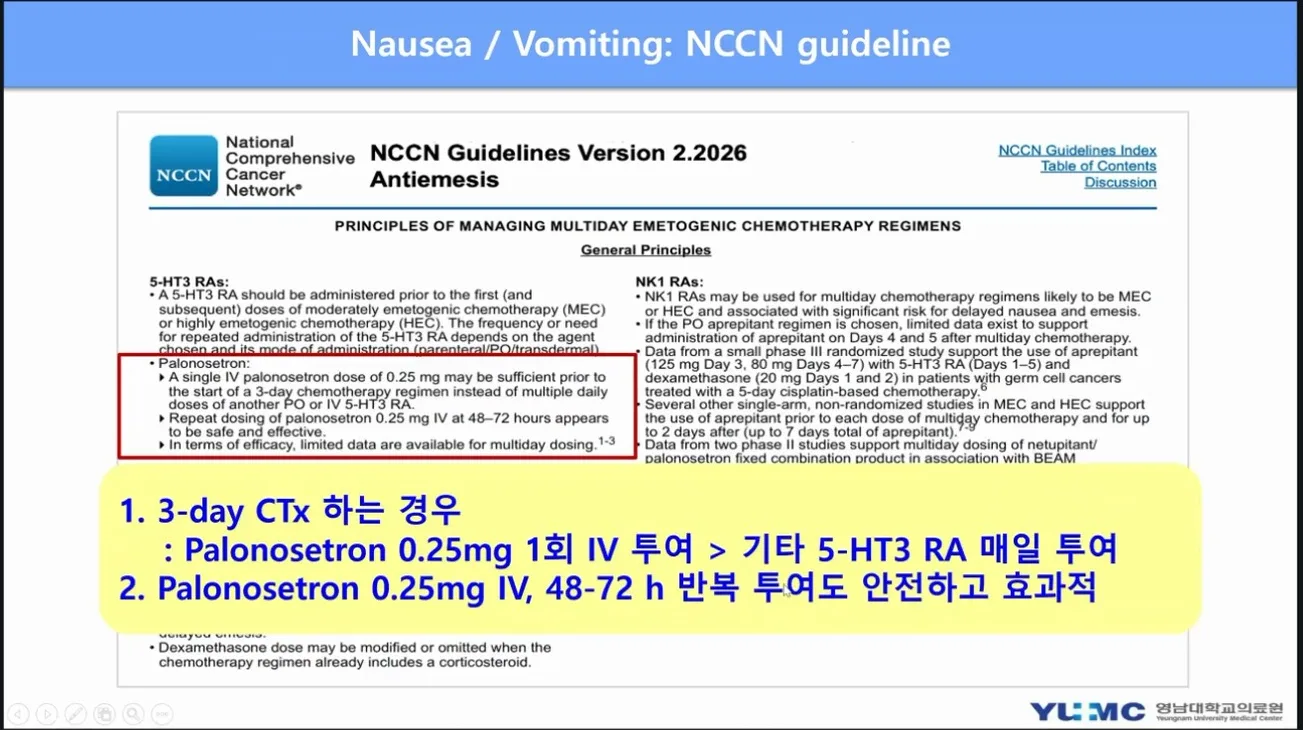 Nausea / Vomiting: NCCN guideline
NCCN
National
Comprehensive
Cancer
Network®
NCCN Guidelines Version 2.2026
Antiemesis
NCCN Guidelines Index
Table of Contents
Discussion
PRINCIPLES OF MANAGING MULTIDAY EMETOGENIC CHEMOTHERAPY REGIMENS
General Principles
5-HT3 RAs:
• A 5-HT3 RA should be administered prior to the first (and
subsequent) doses of moderately emetogenic chemotherapy (MEC)
or highly emetogenic chemotherapy (HEC). The frequency or need
for repeated administration of the 5-HT3 RA depends on the agent
chosen and its mode of administration (parenteral/PO/transdermal)
• Palonosetron:
▸ A single IV palonosetron dose of 0.25 mg may be sufficient prior to
the start of a 3-day chemotherapy regimen instead of multiple daily
doses of another PO or IV 5-HT3 RA.
▸ Repeat dosing of palonosetron 0.25 mg IV at 48–72 hours appears
to be safe and effective.
▸ In terms of efficacy, limited data are available for multiday dosing.1-3
NK1 RAs:
• NK1 RAs may be used for multiday chemotherapy regimens likely to be MEC
or HEC and associated with significant risk for delayed nausea and emesis.
• If the PO aprepitant regimen is chosen, limited data exist to support
administration of aprepitant on Days 4 and 5 after multiday chemotherapy.
• Data from a small phase III randomized study support the use of aprepitant
(125 mg Day 3, 80 mg Days 4–7) with 5-HT3 RA (Days 1–5) and
dexamethasone (20 mg Days 1 and 2) in patients with germ cell cancers
treated with a 5-day cisplatin-based chemotherapy.6
• Several other single-arm, non-randomized studies in MEC and HEC support
the use of aprepitant prior to each dose of multiday chemotherapy and for up
to 2 days after (up to 7 days total of aprepitant).7-9
• Data from two phase II studies support multiday dosing of netupitant/
palonosetron fixed combination product in association with BEAM
1. 3-day CTx 하는 경우
: Palonosetron 0.25mg 1회 IV 투여 > 기타 5-HT3 RA 매일 투여
2. Palonosetron 0.25mg IV, 48-72 h 반복 투여도 안전하고 효과적
delayed emesis.
• Dexamethasone dose may be modified or omitted when the
chemotherapy regimen already includes a corticosteroid.
YUMC 영남대학교의료원
Yeungnam University Medical Center